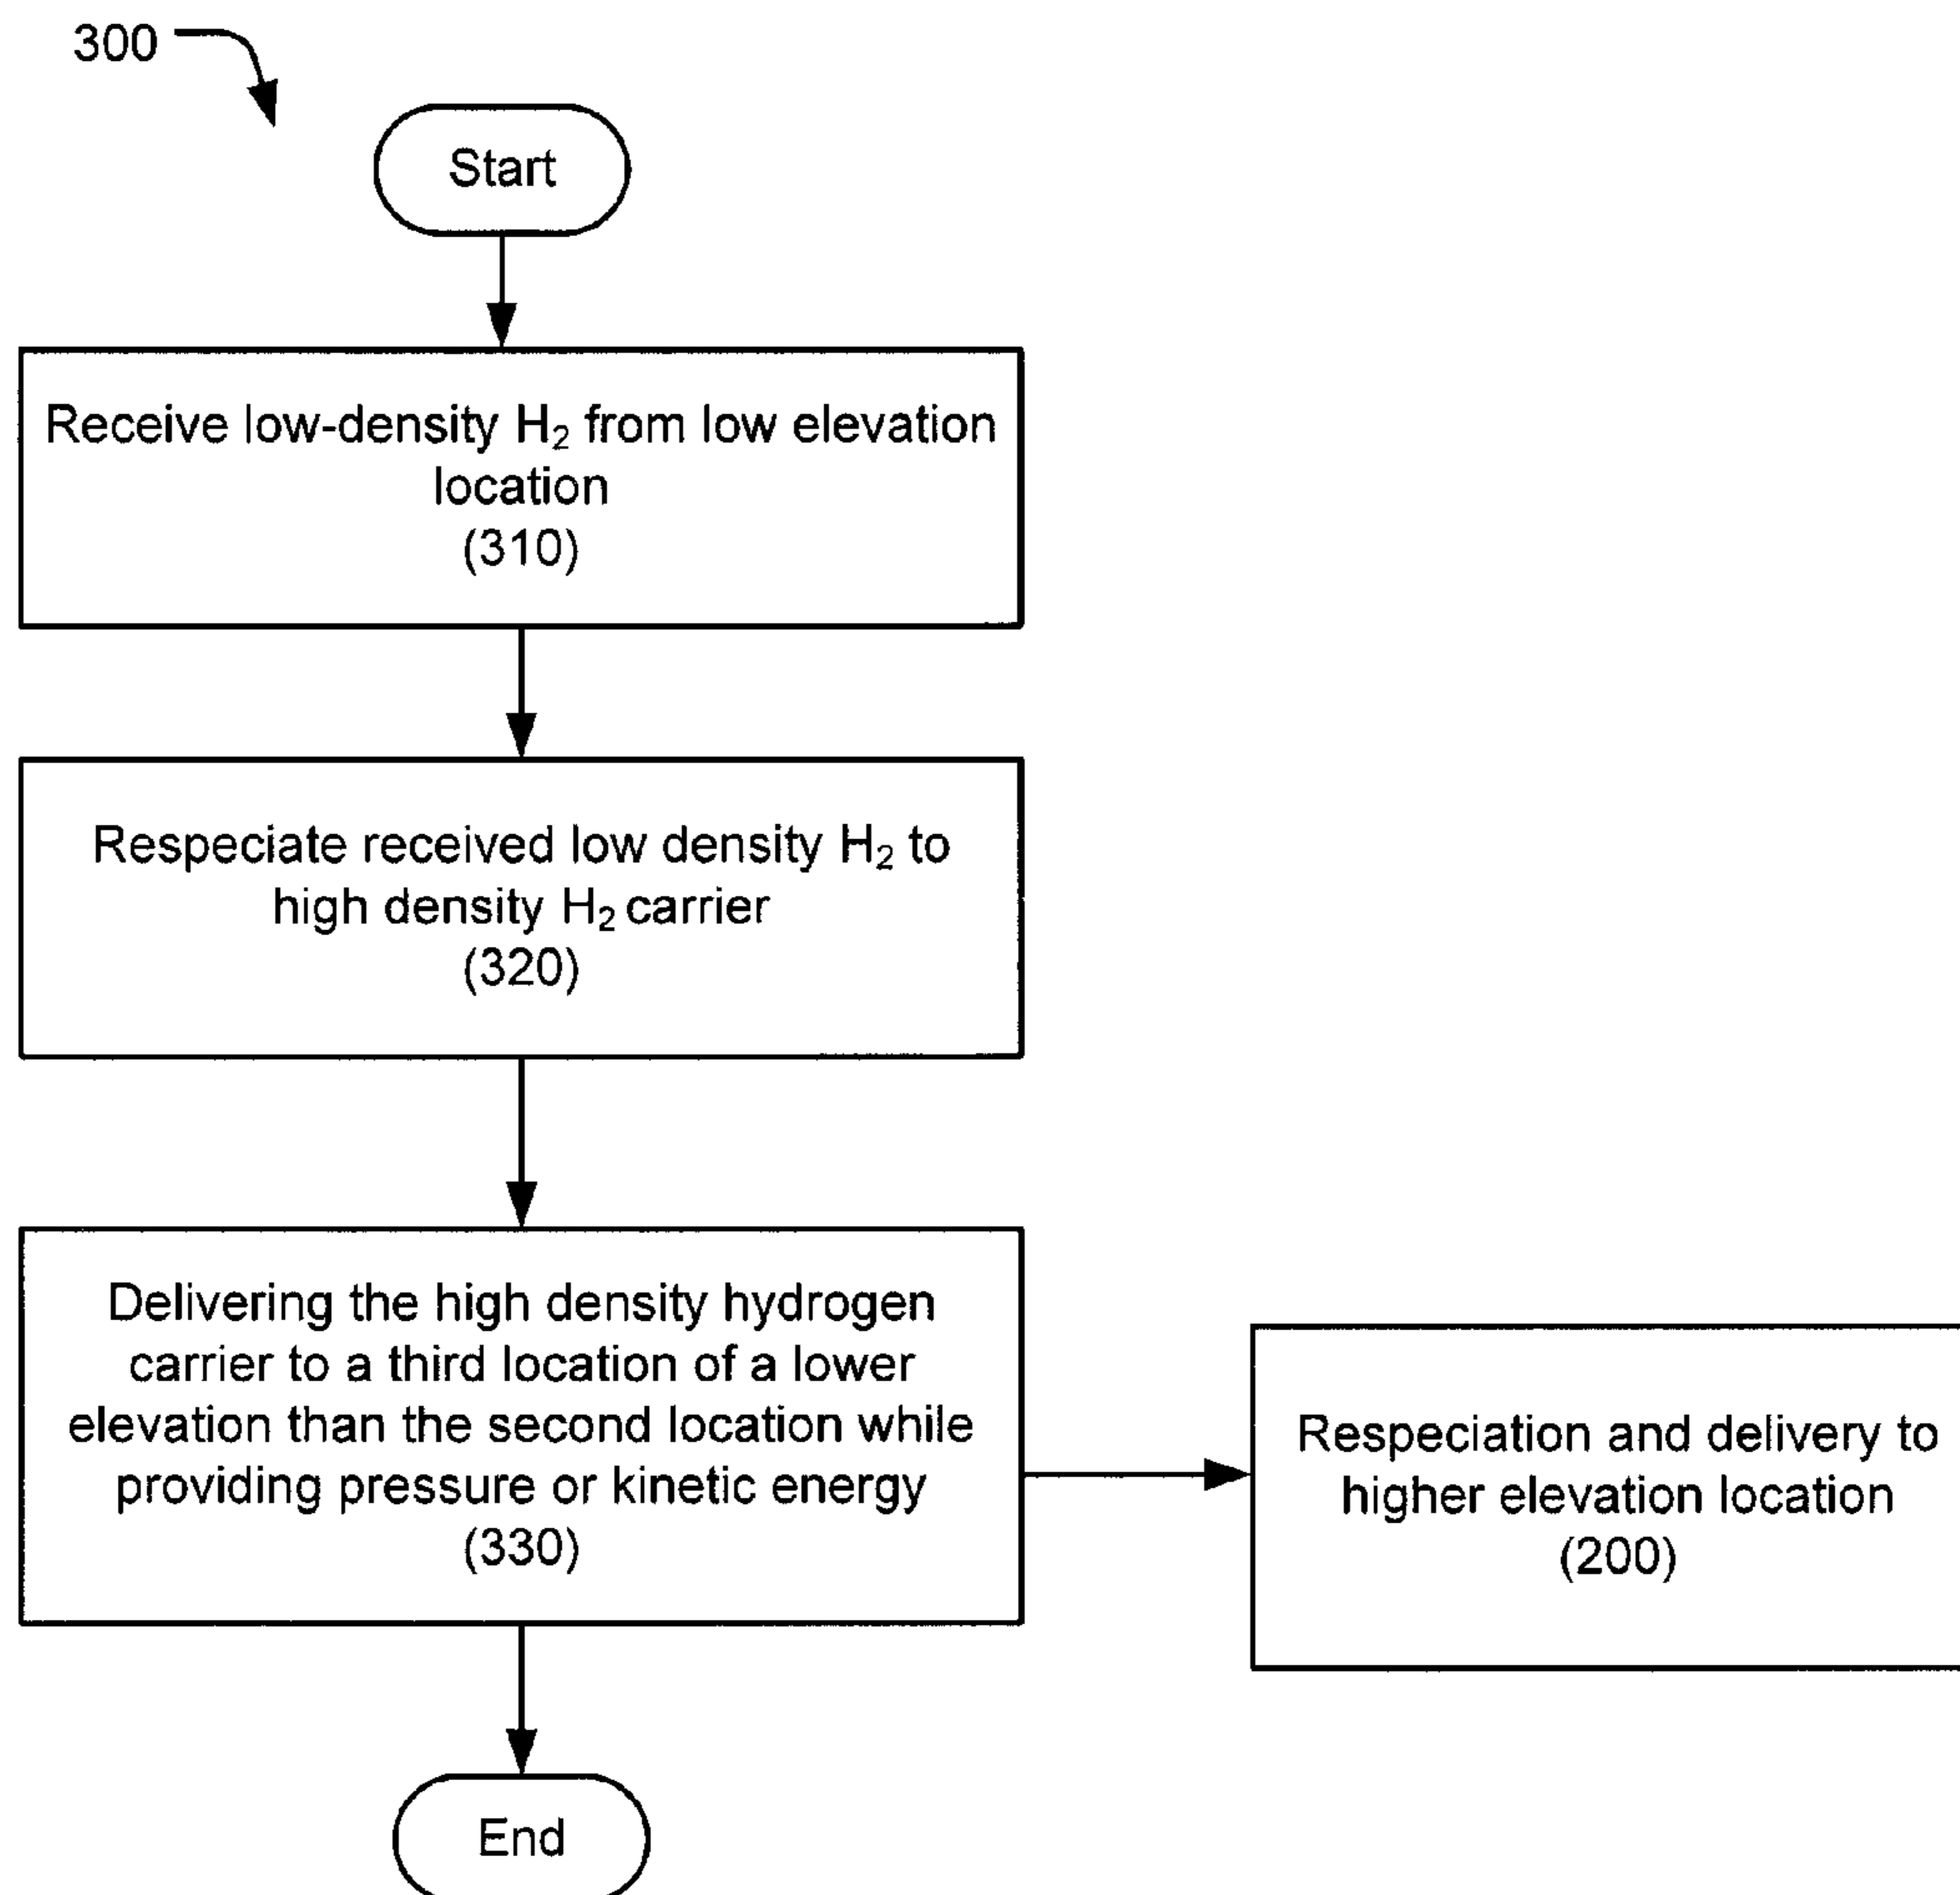 300
Start
Receive low-density H₂ from low elevation
location
(310)
Respeciate received low density H₂ to
high density H₂ carrier
(320)
Delivering the high density hydrogen
carrier to a third location of a lower
elevation than the second location while
providing pressure or kinetic energy
(330)
Respeciation and delivery to
higher elevation location
(200)
End